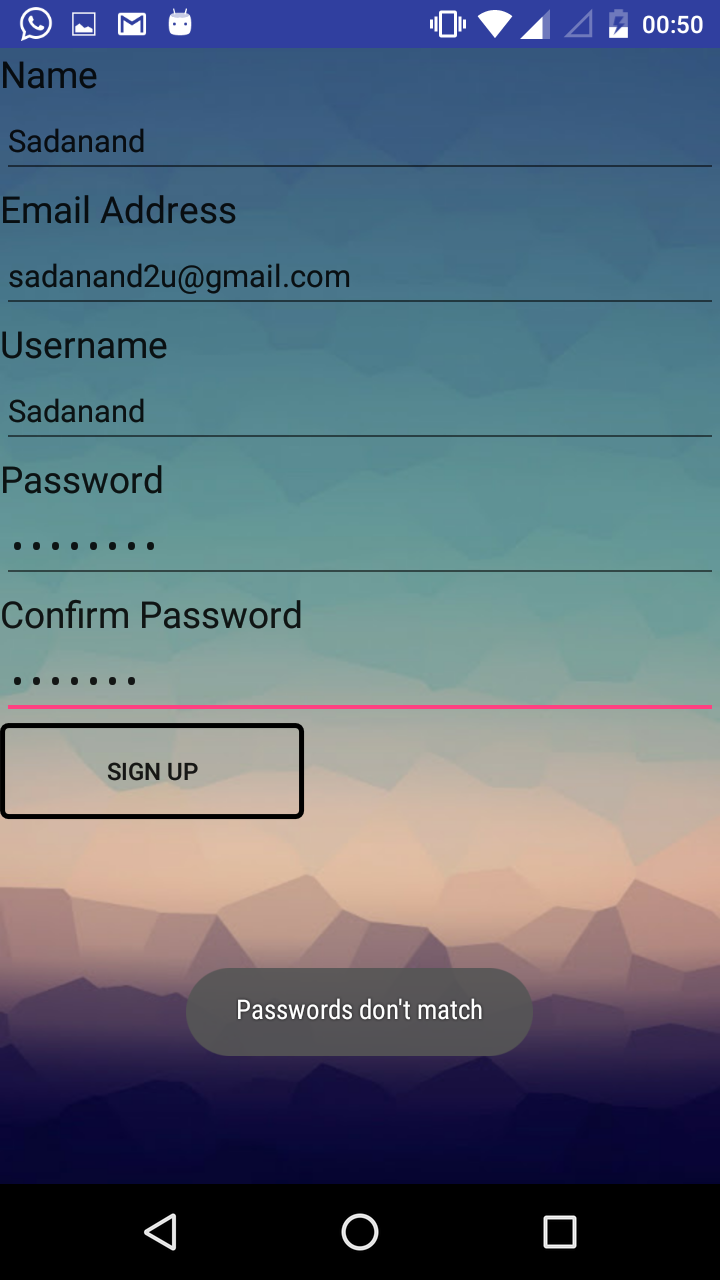 00:50
Name
Sadanand
Email Address
sadanand2u@gmail.com
Username
Sadanand
Password
........
Confirm Password
.......
SIGN UP
Passwords don't match